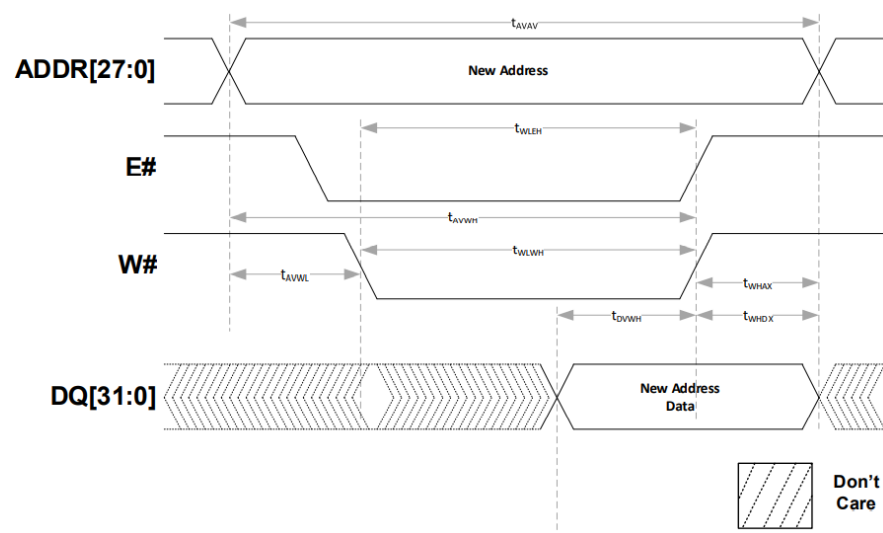 tAVAV
ADDR[27:0]
New Address
tWLEH
E#
tAVWH
W#
tWLWH
tAVWL
tWHAX
tDVWH
tWHDX
DQ[31:0]
New Address
Data
Don't
Care